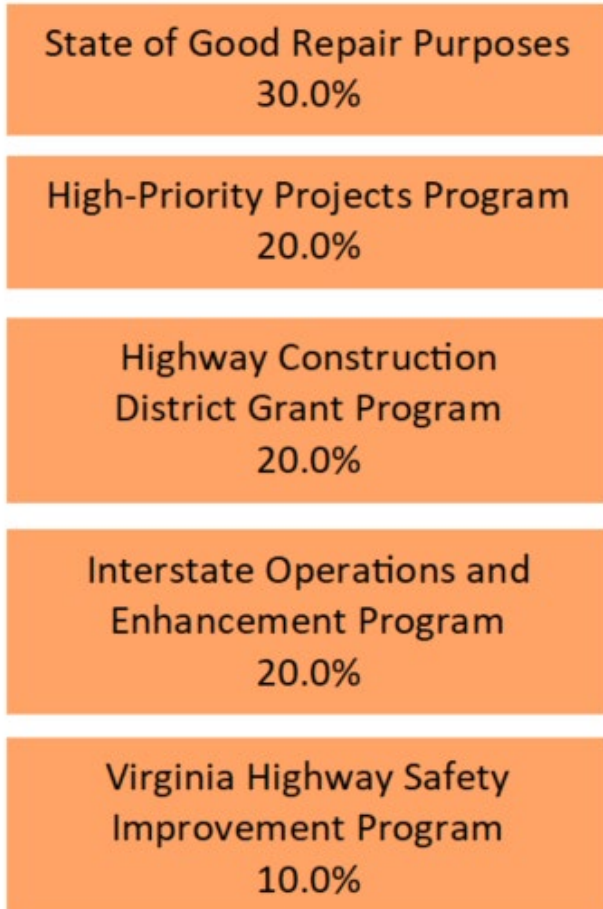 State of Good Repair Purposes
30.0%
High-Priority Projects Program
20.0%
Highway Construction
District Grant Program
20.0%
Interstate Operations and
Enhancement Program
20.0%
Virginia Highway Safety
Improvement Program
10.0%